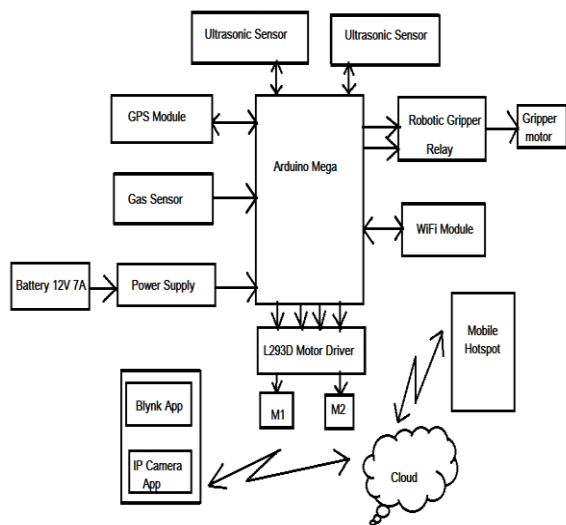 Ultrasonic Sensor
Ultrasonic Sensor
GPS Module
Arduino Mega
Robotic Gripper
Relay
Gripper
motor
Gas Sensor
WiFi Module
Battery 12V 7A
Power Supply
L293D Motor Driver
Mobile
Hotspot
M1
M2
Blynk App
IP Camera
App
Cloud